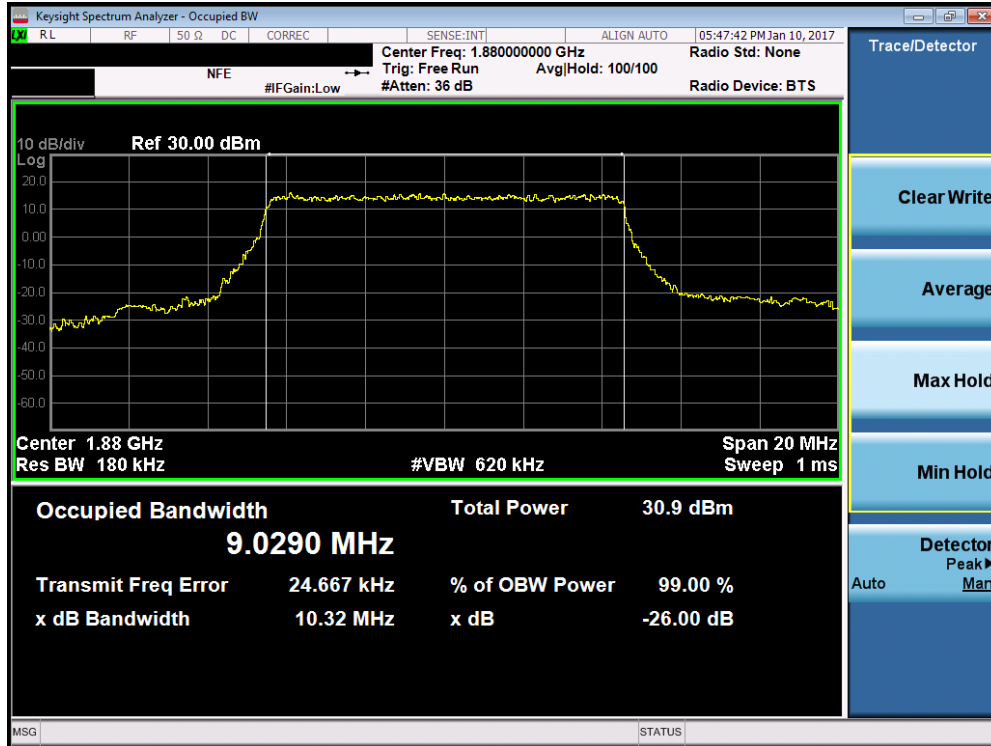 Keysight Spectrum Analyzer - Occupied BW
LXI RL RF 50 Ω DC CORREC SENSE:INT ALIGN AUTO 05:47:42 PM Jan 10, 2017
Center Freq: 1.880000000 GHz Radio Std: None
NFE Trig: Free Run Avg|Hold: 100/100
#IFGain:Low #Atten: 36 dB Radio Device: BTS
10 dB/div Ref 30.00 dBm
Log
20.0
10.0
0.00
-10.0
-20.0
-30.0
-40.0
-50.0
-60.0
Center 1.88 GHz Span 20 MHz
Res BW 180 kHz #VBW 620 kHz Sweep 1 ms
Occupied Bandwidth Total Power 30.9 dBm
9.0290 MHz
Transmit Freq Error 24.667 kHz % of OBW Power 99.00 %
x dB Bandwidth 10.32 MHz x dB -26.00 dB
MSG STATUS
Trace/Detector
Clear Write
Average
Max Hold
Min Hold
Detector
Peak
Auto Man